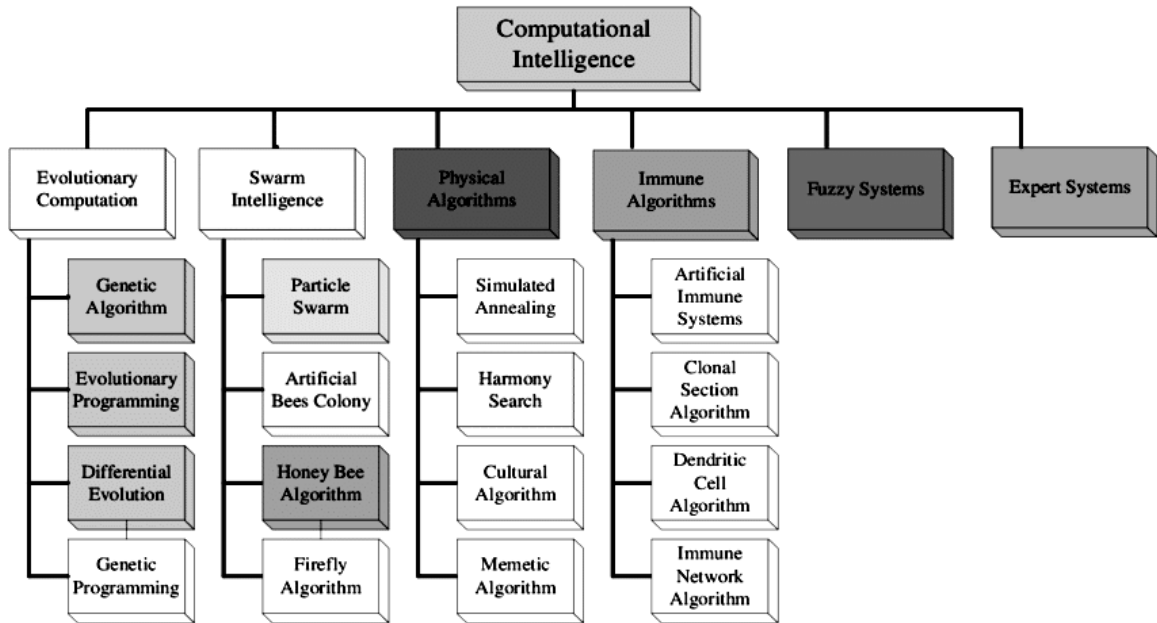 Computational
Intelligence
Evolutionary
Computation
Swarm
Intelligence
Physical
Algorithms
Immune
Algorithms
Fuzzy Systems
Expert Systems
Genetic
Algorithm
Evolutionary
Programming
Differential
Evolution
Genetic
Programming
Particle
Swarm
Artificial
Bees Colony
Honey Bee
Algorithm
Firefly
Algorithm
Simulated
Annealing
Harmony
Search
Cultural
Algorithm
Memetic
Algorithm
Artificial
Immune
Systems
Clonal
Section
Algorithm
Dendritic
Cell
Algorithm
Immune
Network
Algorithm